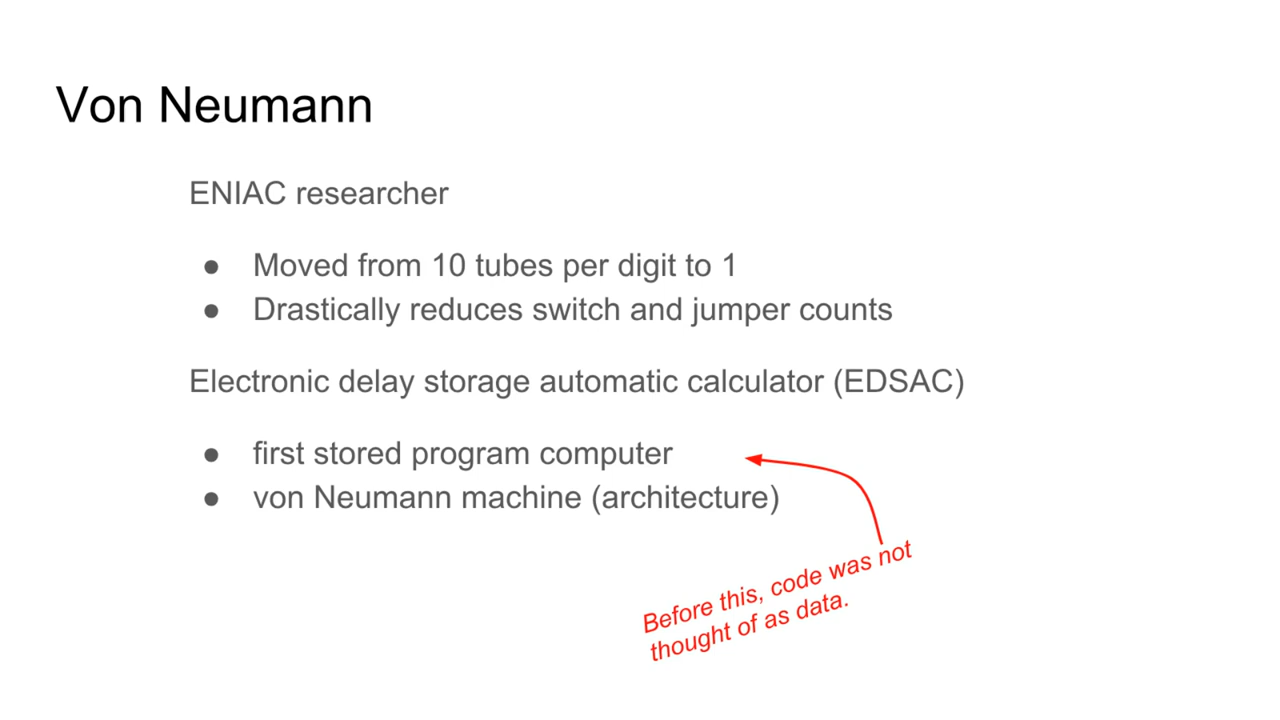 Von Neumann
ENIAC researcher
● Moved from 10 tubes per digit to 1
● Drastically reduces switch and jumper counts
Electronic delay storage automatic calculator (EDSAC)
● first stored program computer
● von Neumann machine (architecture)
Before this, code was not
thought of as data.